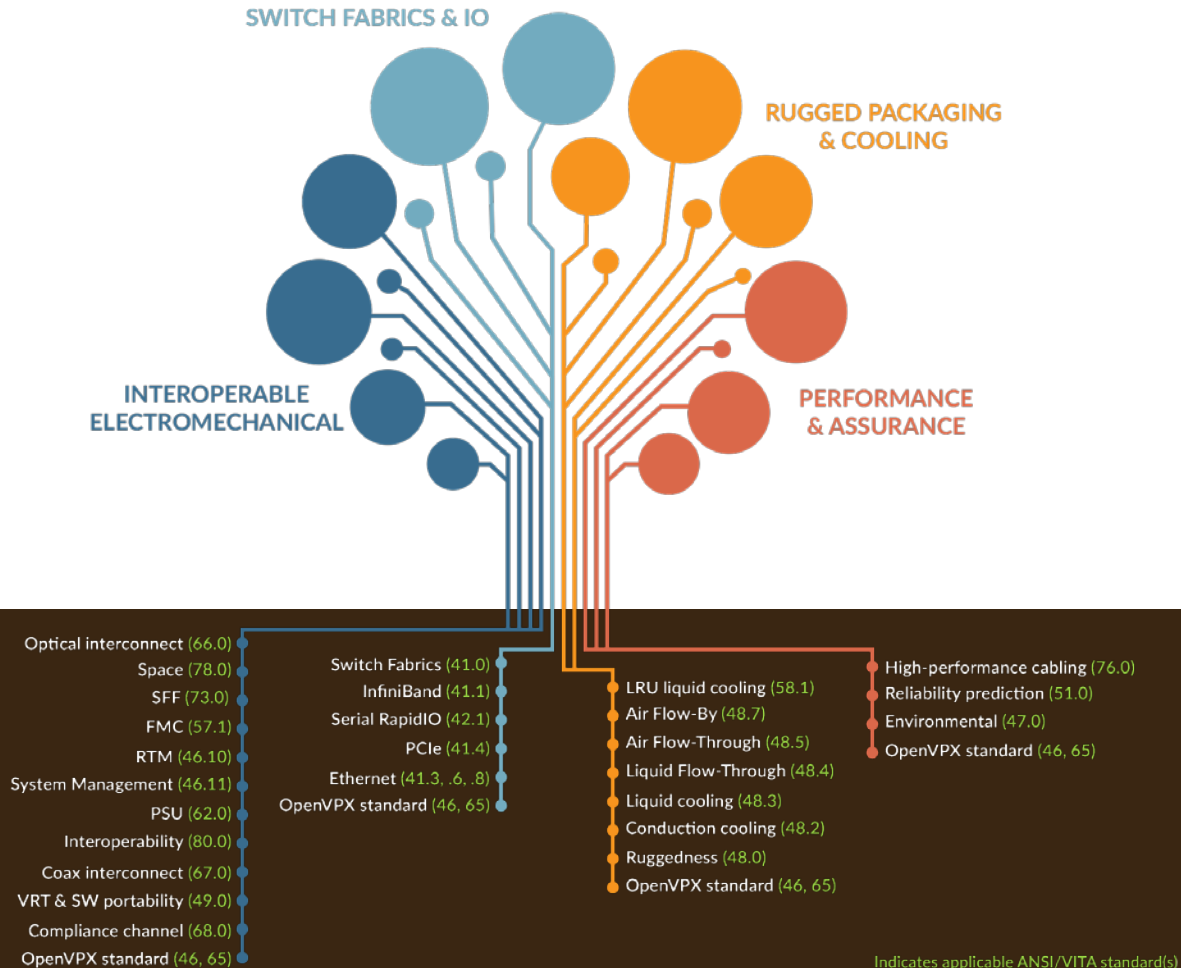 SWITCH FABRICS & IO
RUGGED PACKAGING
& COOLING
INTEROPERABLE
ELECTROMECHANICAL
PERFORMANCE
& ASSURANCE
Optical interconnect (66.0)
Space (78.0)
SFF (73.0)
FMC (57.1)
RTM (46.10)
System Management (46.11)
PSU (62.0)
Interoperability (80.0)
Coax interconnect (67.0)
VRT & SW portability (49.0)
Compliance channel (68.0)
OpenVPX standard (46, 65)
Switch Fabrics (41.0)
InfiniBand (41.1)
Serial RapidIO (42.1)
PCIe (41.4)
Ethernet (41.3, .6, .8)
OpenVPX standard (46, 65)
LRU liquid cooling (58.1)
Air Flow-By (48.7)
Air Flow-Through (48.5)
Liquid Flow-Through (48.4)
Liquid cooling (48.3)
Conduction cooling (48.2)
Ruggedness (48.0)
OpenVPX standard (46, 65)
High-performance cabling (76.0)
Reliability prediction (51.0)
Environmental (47.0)
OpenVPX standard (46, 65)
Indicates applicable ANSI/VITA standard(s)